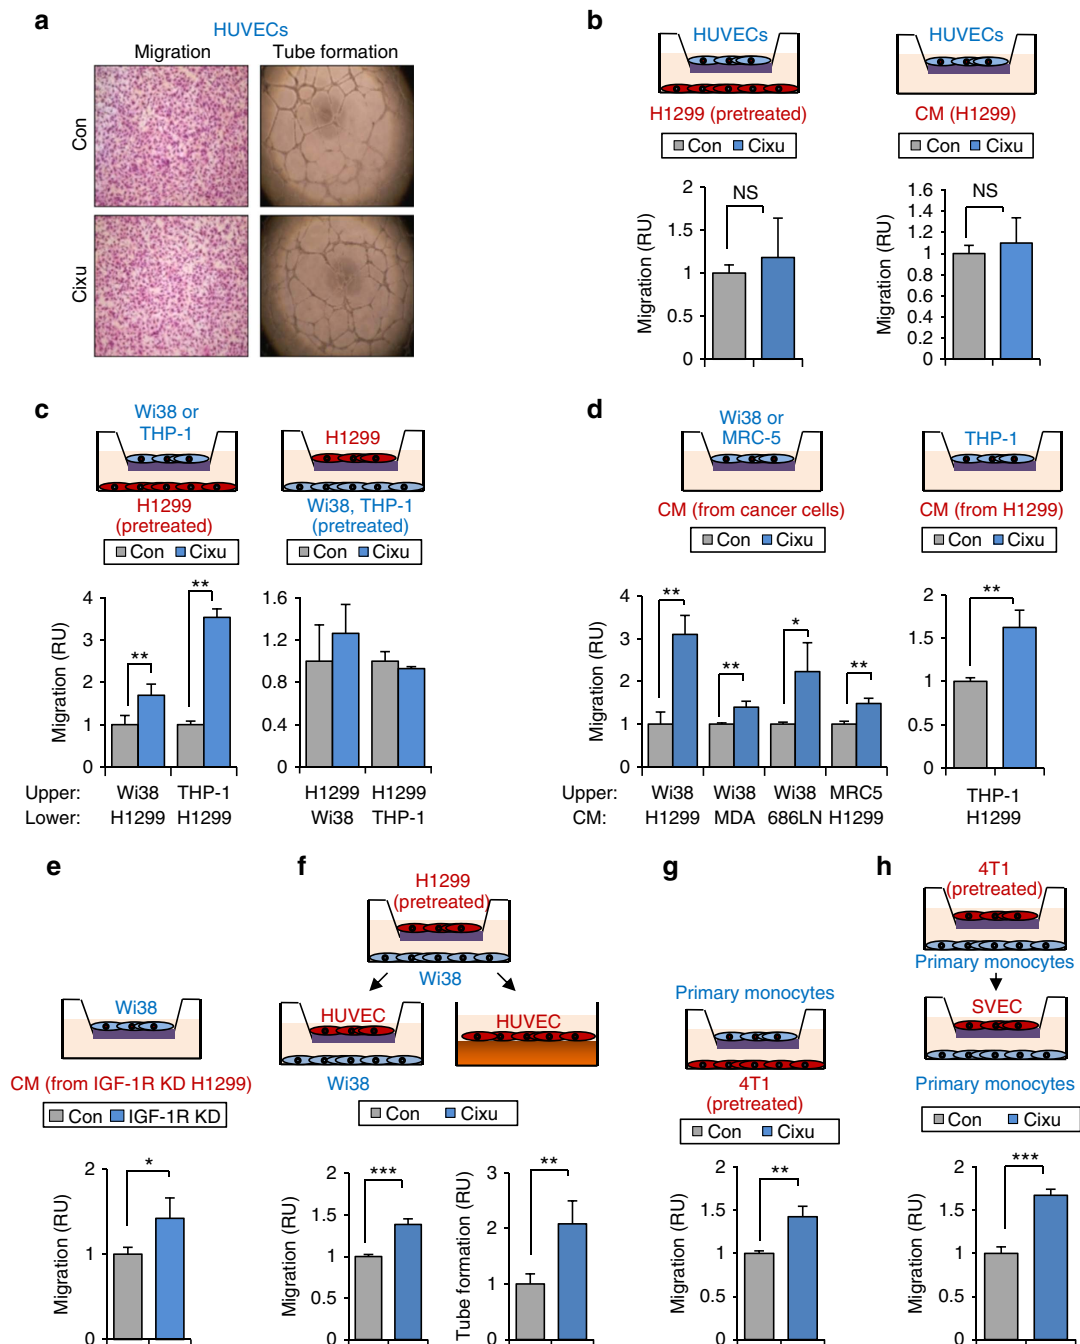 a
HUVECs
Migration
Tube formation
Con
Cixu
b
HUVECs
H1299 (pretreated)
Con Cixu
Migration (RU)
2
1.5
1
0.5
0
NS
HUVECs
CM (H1299)
Con Cixu
Migration (RU)
1.6
1.4
1.2
1
0.8
0.6
0.4
0.2
0
NS
c
Wi38 or
THP-1
H1299
(pretreated)
Con Cixu
H1299
Wi38, THP-1
(pretreated)
Con Cixu
Migration (RU)
4
3
2
1
0
**
**
1.6
1.2
0.8
0.4
0
Upper: Wi38 THP-1 H1299 H1299
Lower: H1299 H1299 Wi38 THP-1
d
Wi38 or
MRC-5
CM (from cancer cells)
Con Cixu
THP-1
CM (from H1299)
Con Cixu
Migration (RU)
4
3
2
1
0
**
**
*
**
2
1.5
1
0.5
0
**
Upper: Wi38 Wi38 Wi38 MRC5 THP-1
CM: H1299 MDA 686LN H1299 H1299
e
Wi38
CM (from IGF-1R KD H1299)
Con IGF-1R KD
Migration (RU)
2
1
0
*
f
H1299
(pretreated)
Wi38
HUVEC
Wi38
HUVEC
Con Cixu
Migration (RU)
2
1.5
1
0.5
0
***
Tube formation (RU)
3
2
1
0
**
g
Primary monocytes
4T1
(pretreated)
Con Cixu
Migration (RU)
2
1.5
1
0.5
0
**
h
4T1
(pretreated)
Primary monocytes
SVEC
Primary monocytes
Con Cixu
Migration (RU)
2
1.5
1
0.5
0
***